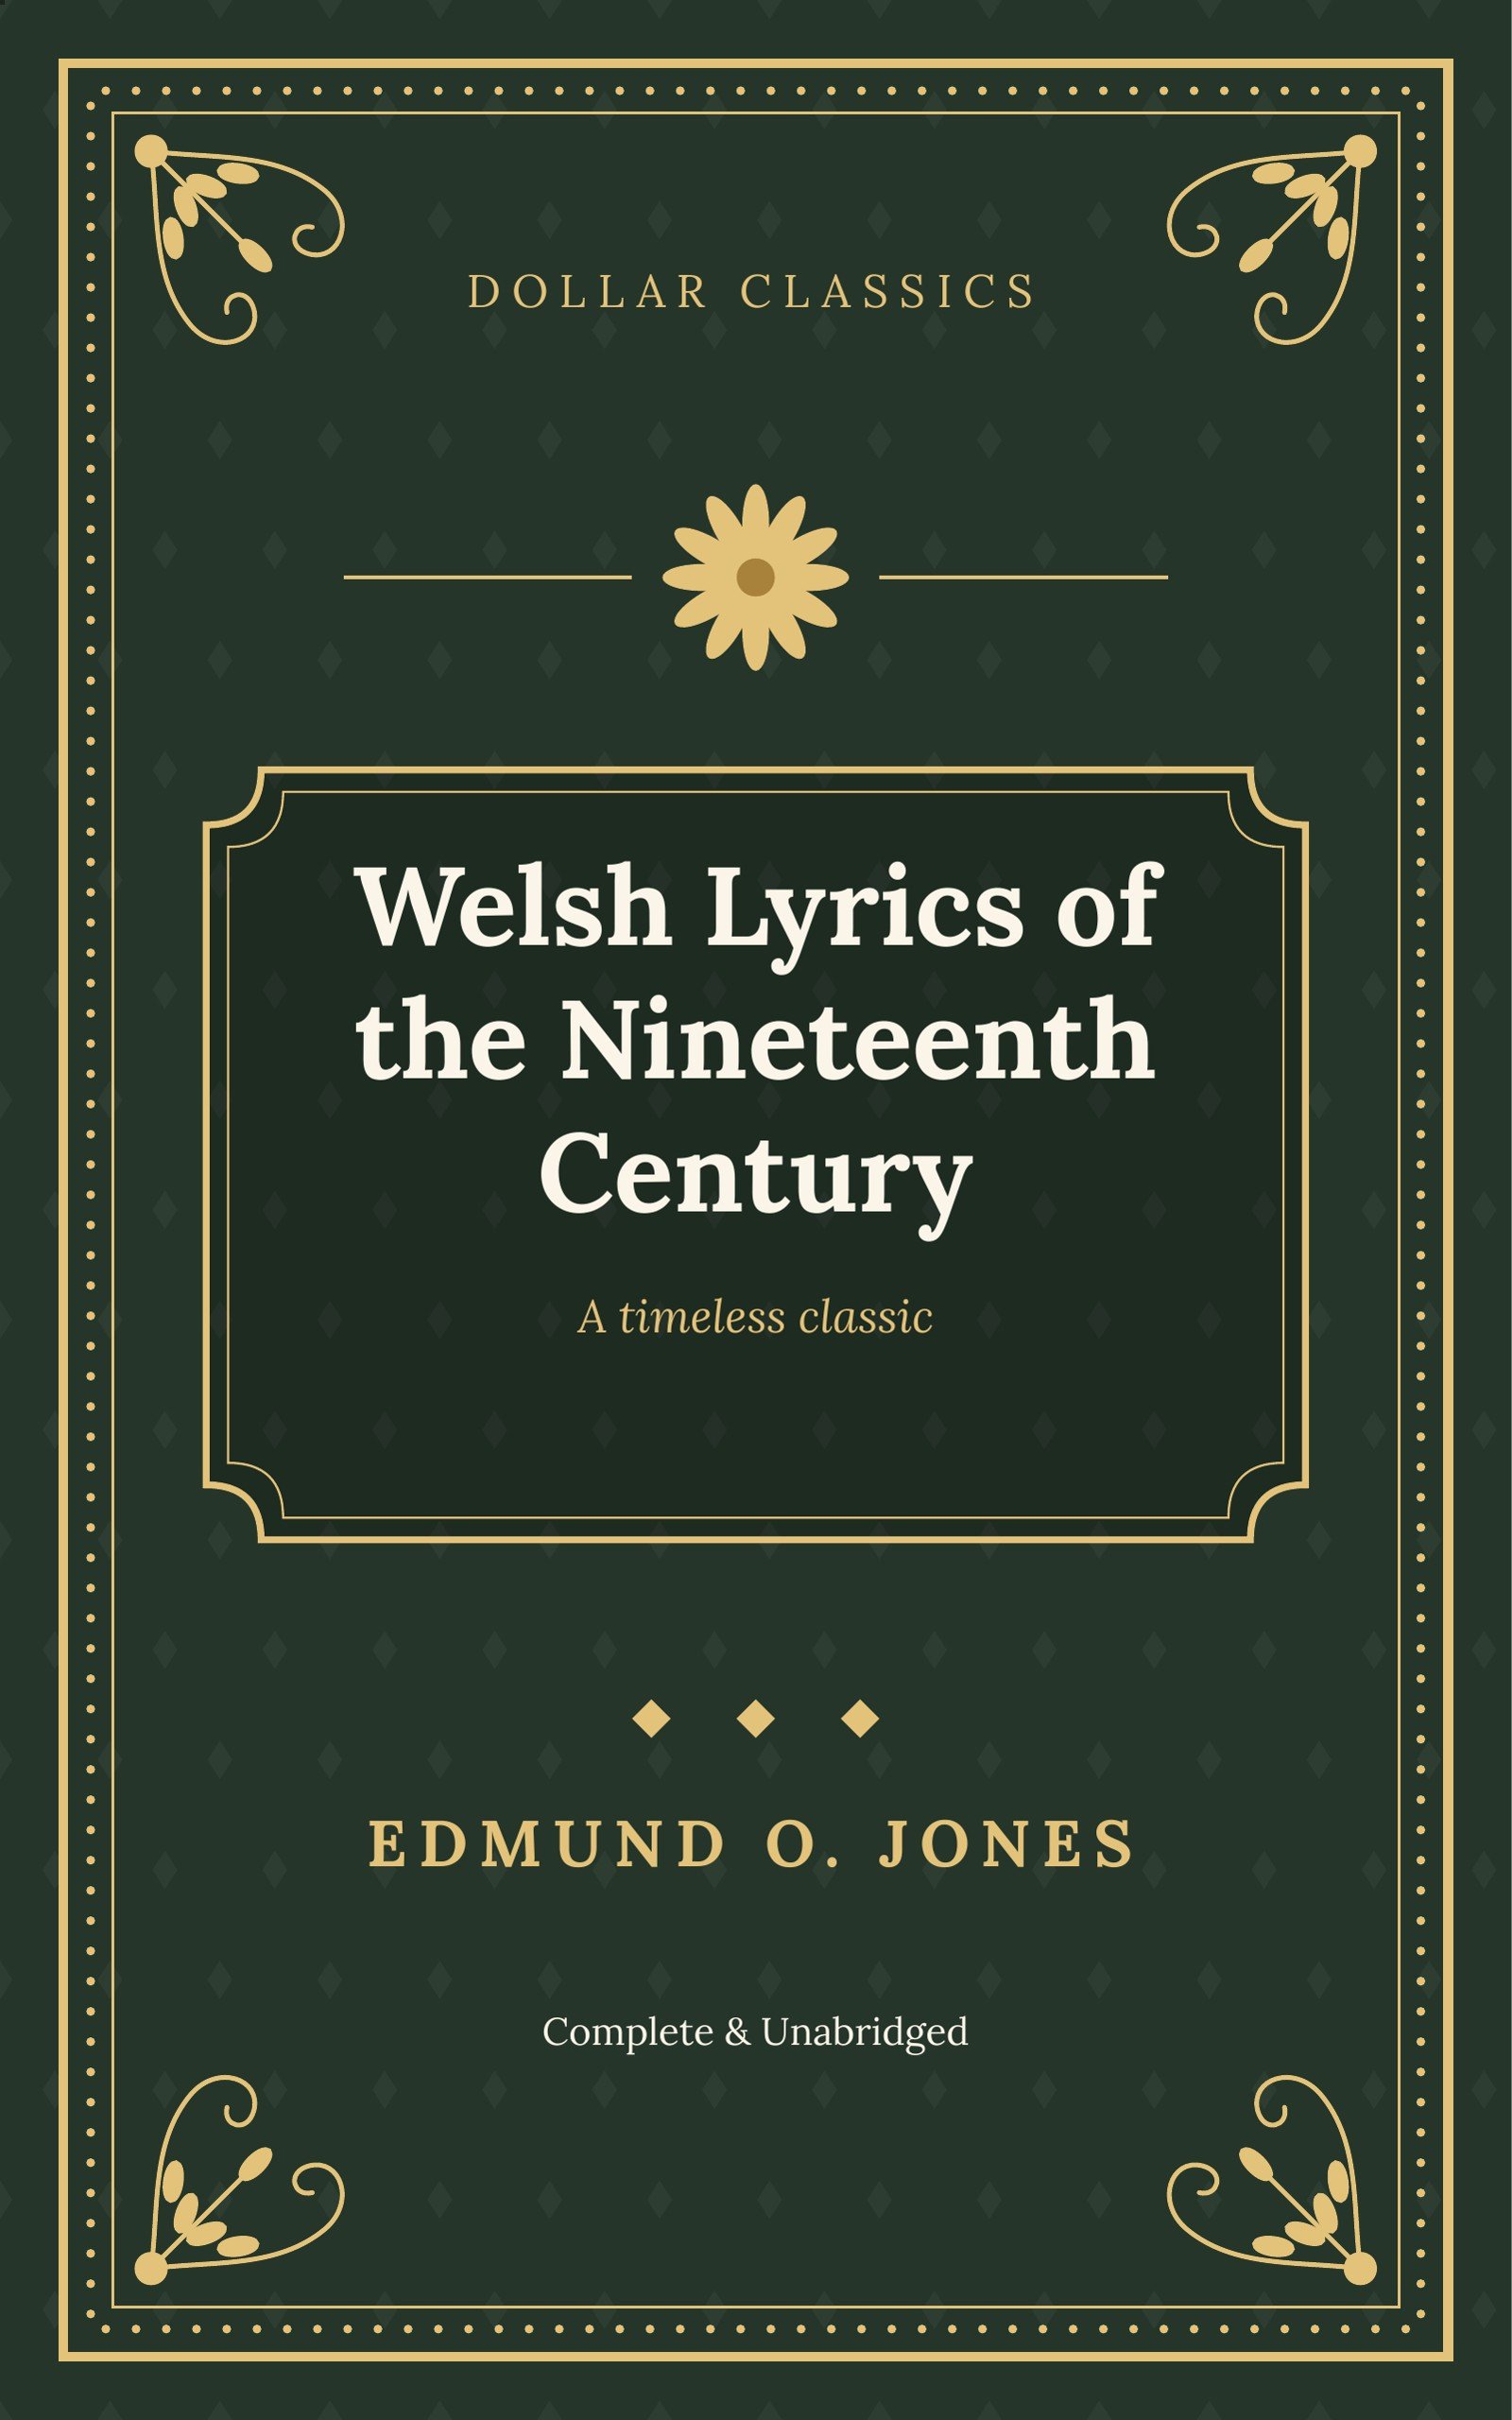 DOLLAR CLASSICS
Welsh Lyrics of
the Nineteenth
Century
A timeless classic
EDMUND O. JONES
Complete & Unabridged